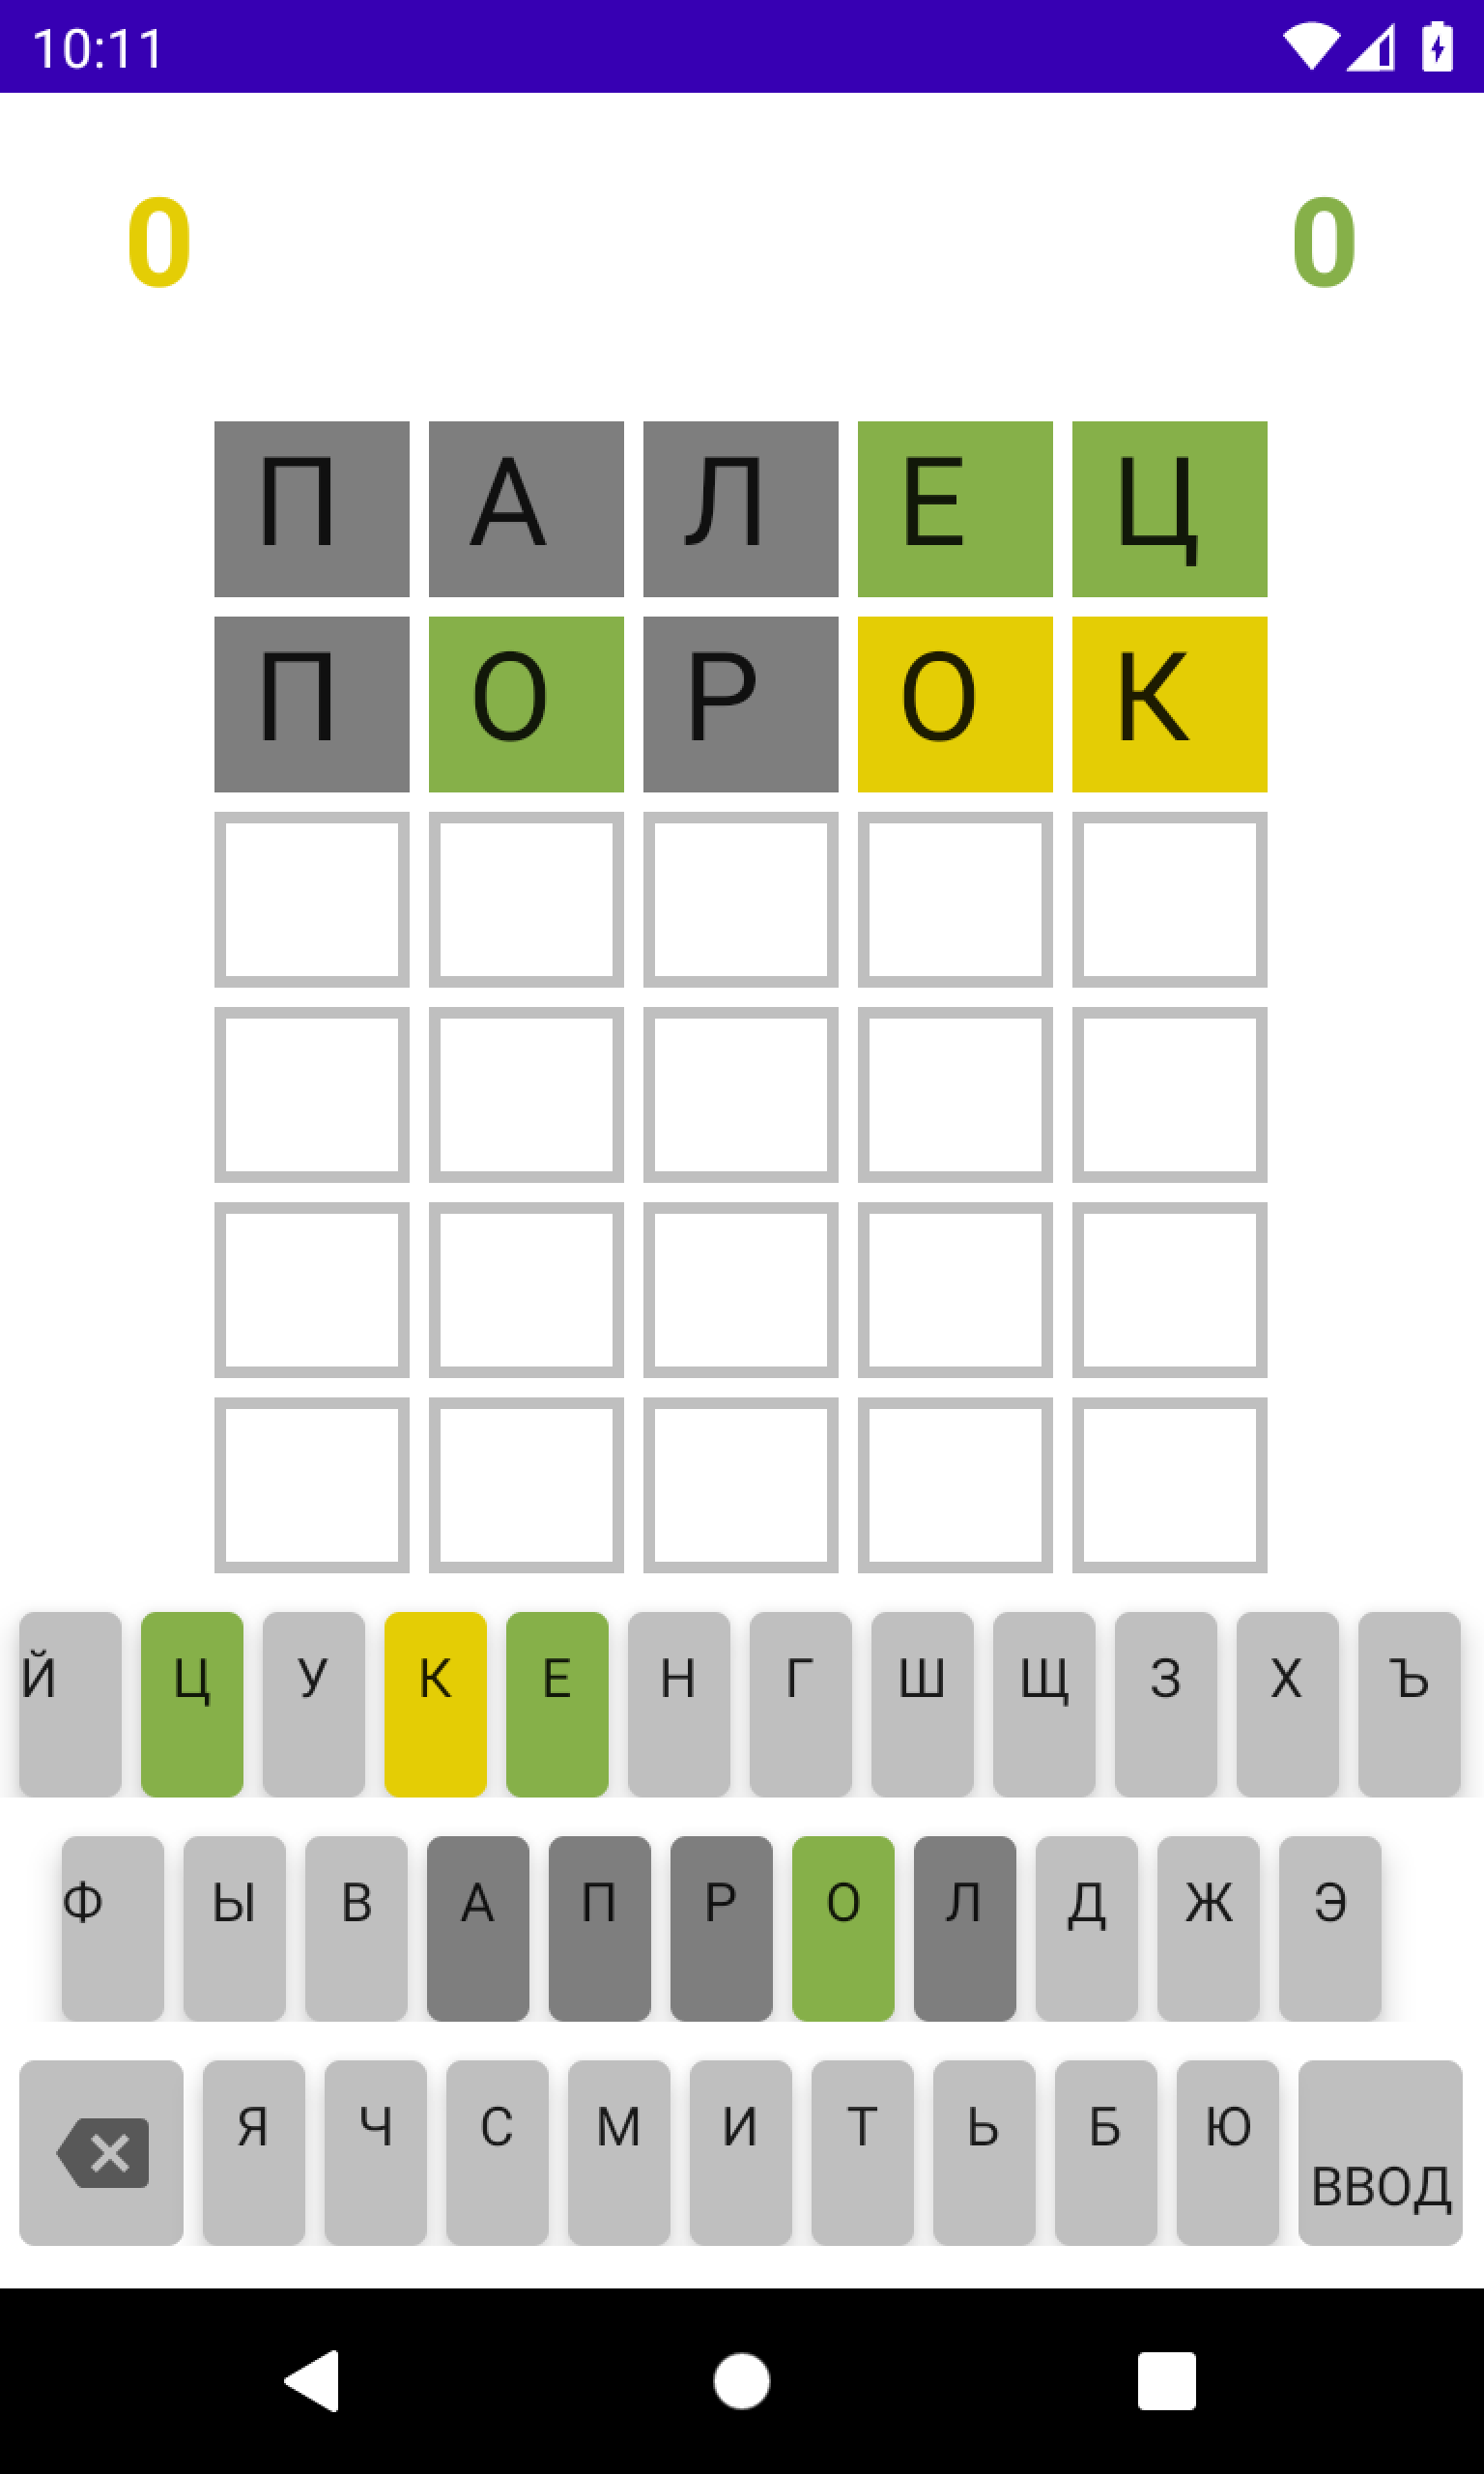 10:11
0 0
П А Л Е Ц
П О Р О К
Й Ц У К Е Н Г Ш Щ З Х Ъ
Ф Ы В А П Р О Л Д Ж Э
Я Ч С М И Т Ь Б Ю ВВОД